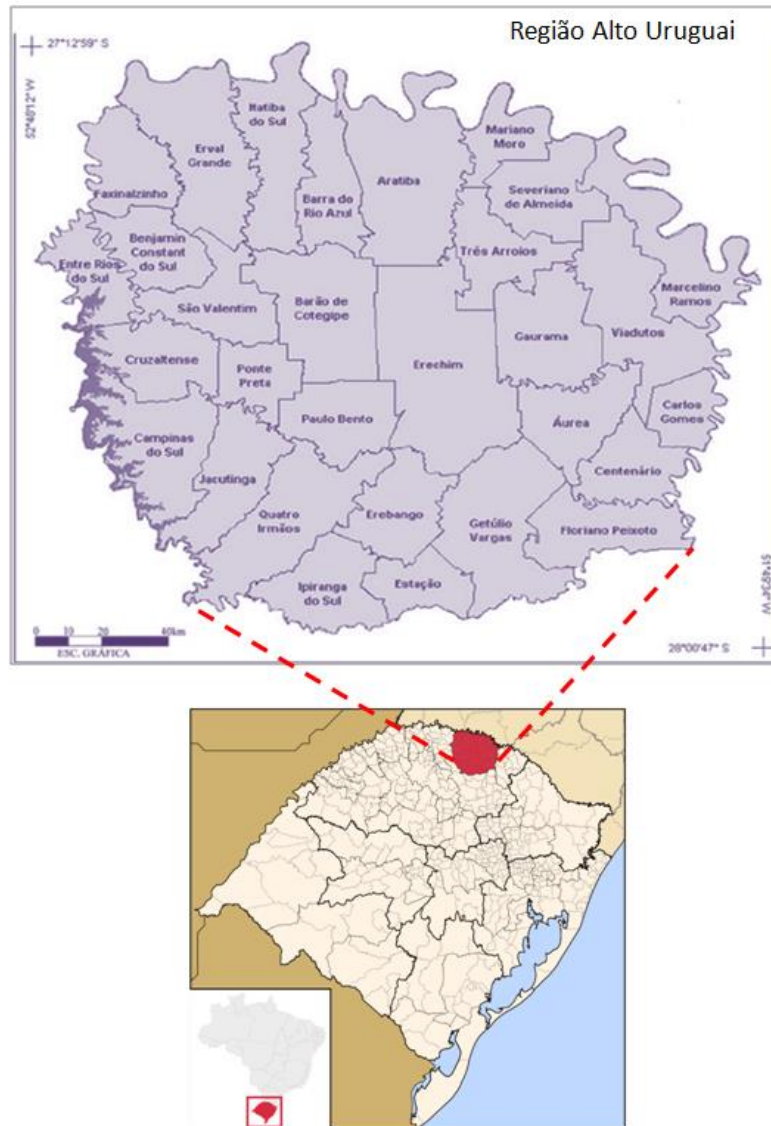 Região Alto Uruguai
27°12'59" S
52°48'12" W
Itatiba
do Sul
Mariano
Moro
Erval
Grande
Aratiba
Severiano
de Almeida
Faxinalzinho
Barra do
Rio Azul
Benjamin
Constant
do Sul
Três Arroios
Entre Rios
do Sul
Marcelino
Ramos
São Valentim
Barão de
Cotegipe
Gaurama
Viadutos
Cruzaltense
Ponte
Preta
Erechim
Carlos
Gomes
Paulo Bento
Áurea
Campinas
do Sul
Centenário
Jacutinga
Quatro
Irmãos
Erebango
Getúlio
Vargas
Floriano Peixoto
Ipiranga
do Sul
Estação
51°49'34" W
0 10 20 40km
ESC. GRÁFICA
28°00'47" S